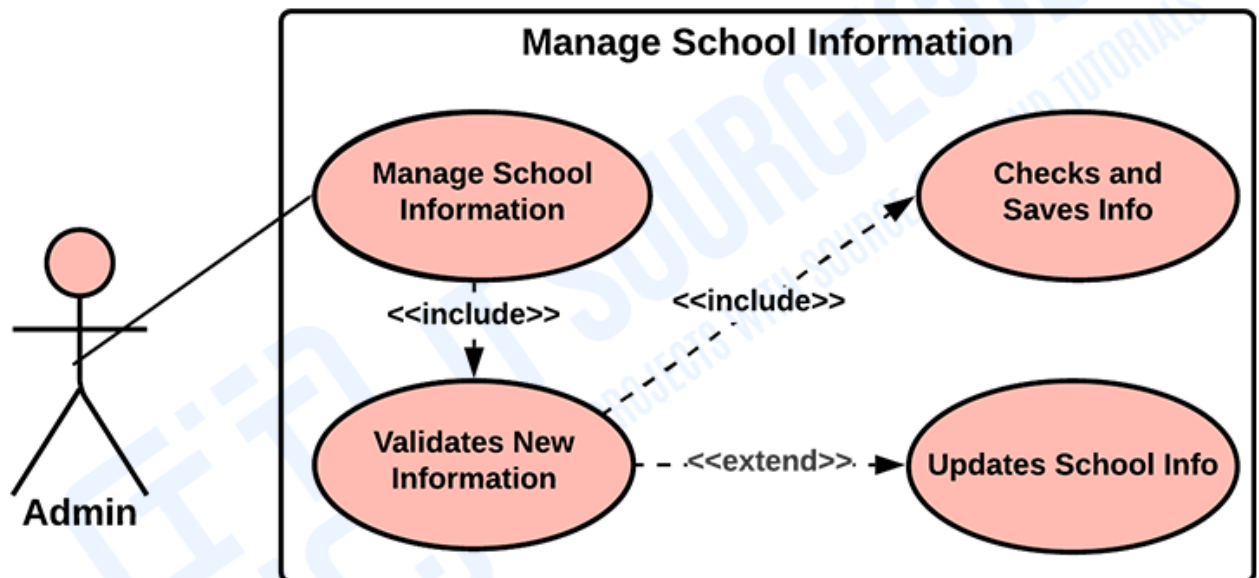 Manage School Information
Manage School
Information
Checks and
Saves Info
<<include>>
<<include>>
Validates New
Information
<<extend>>
Updates School Info
Admin